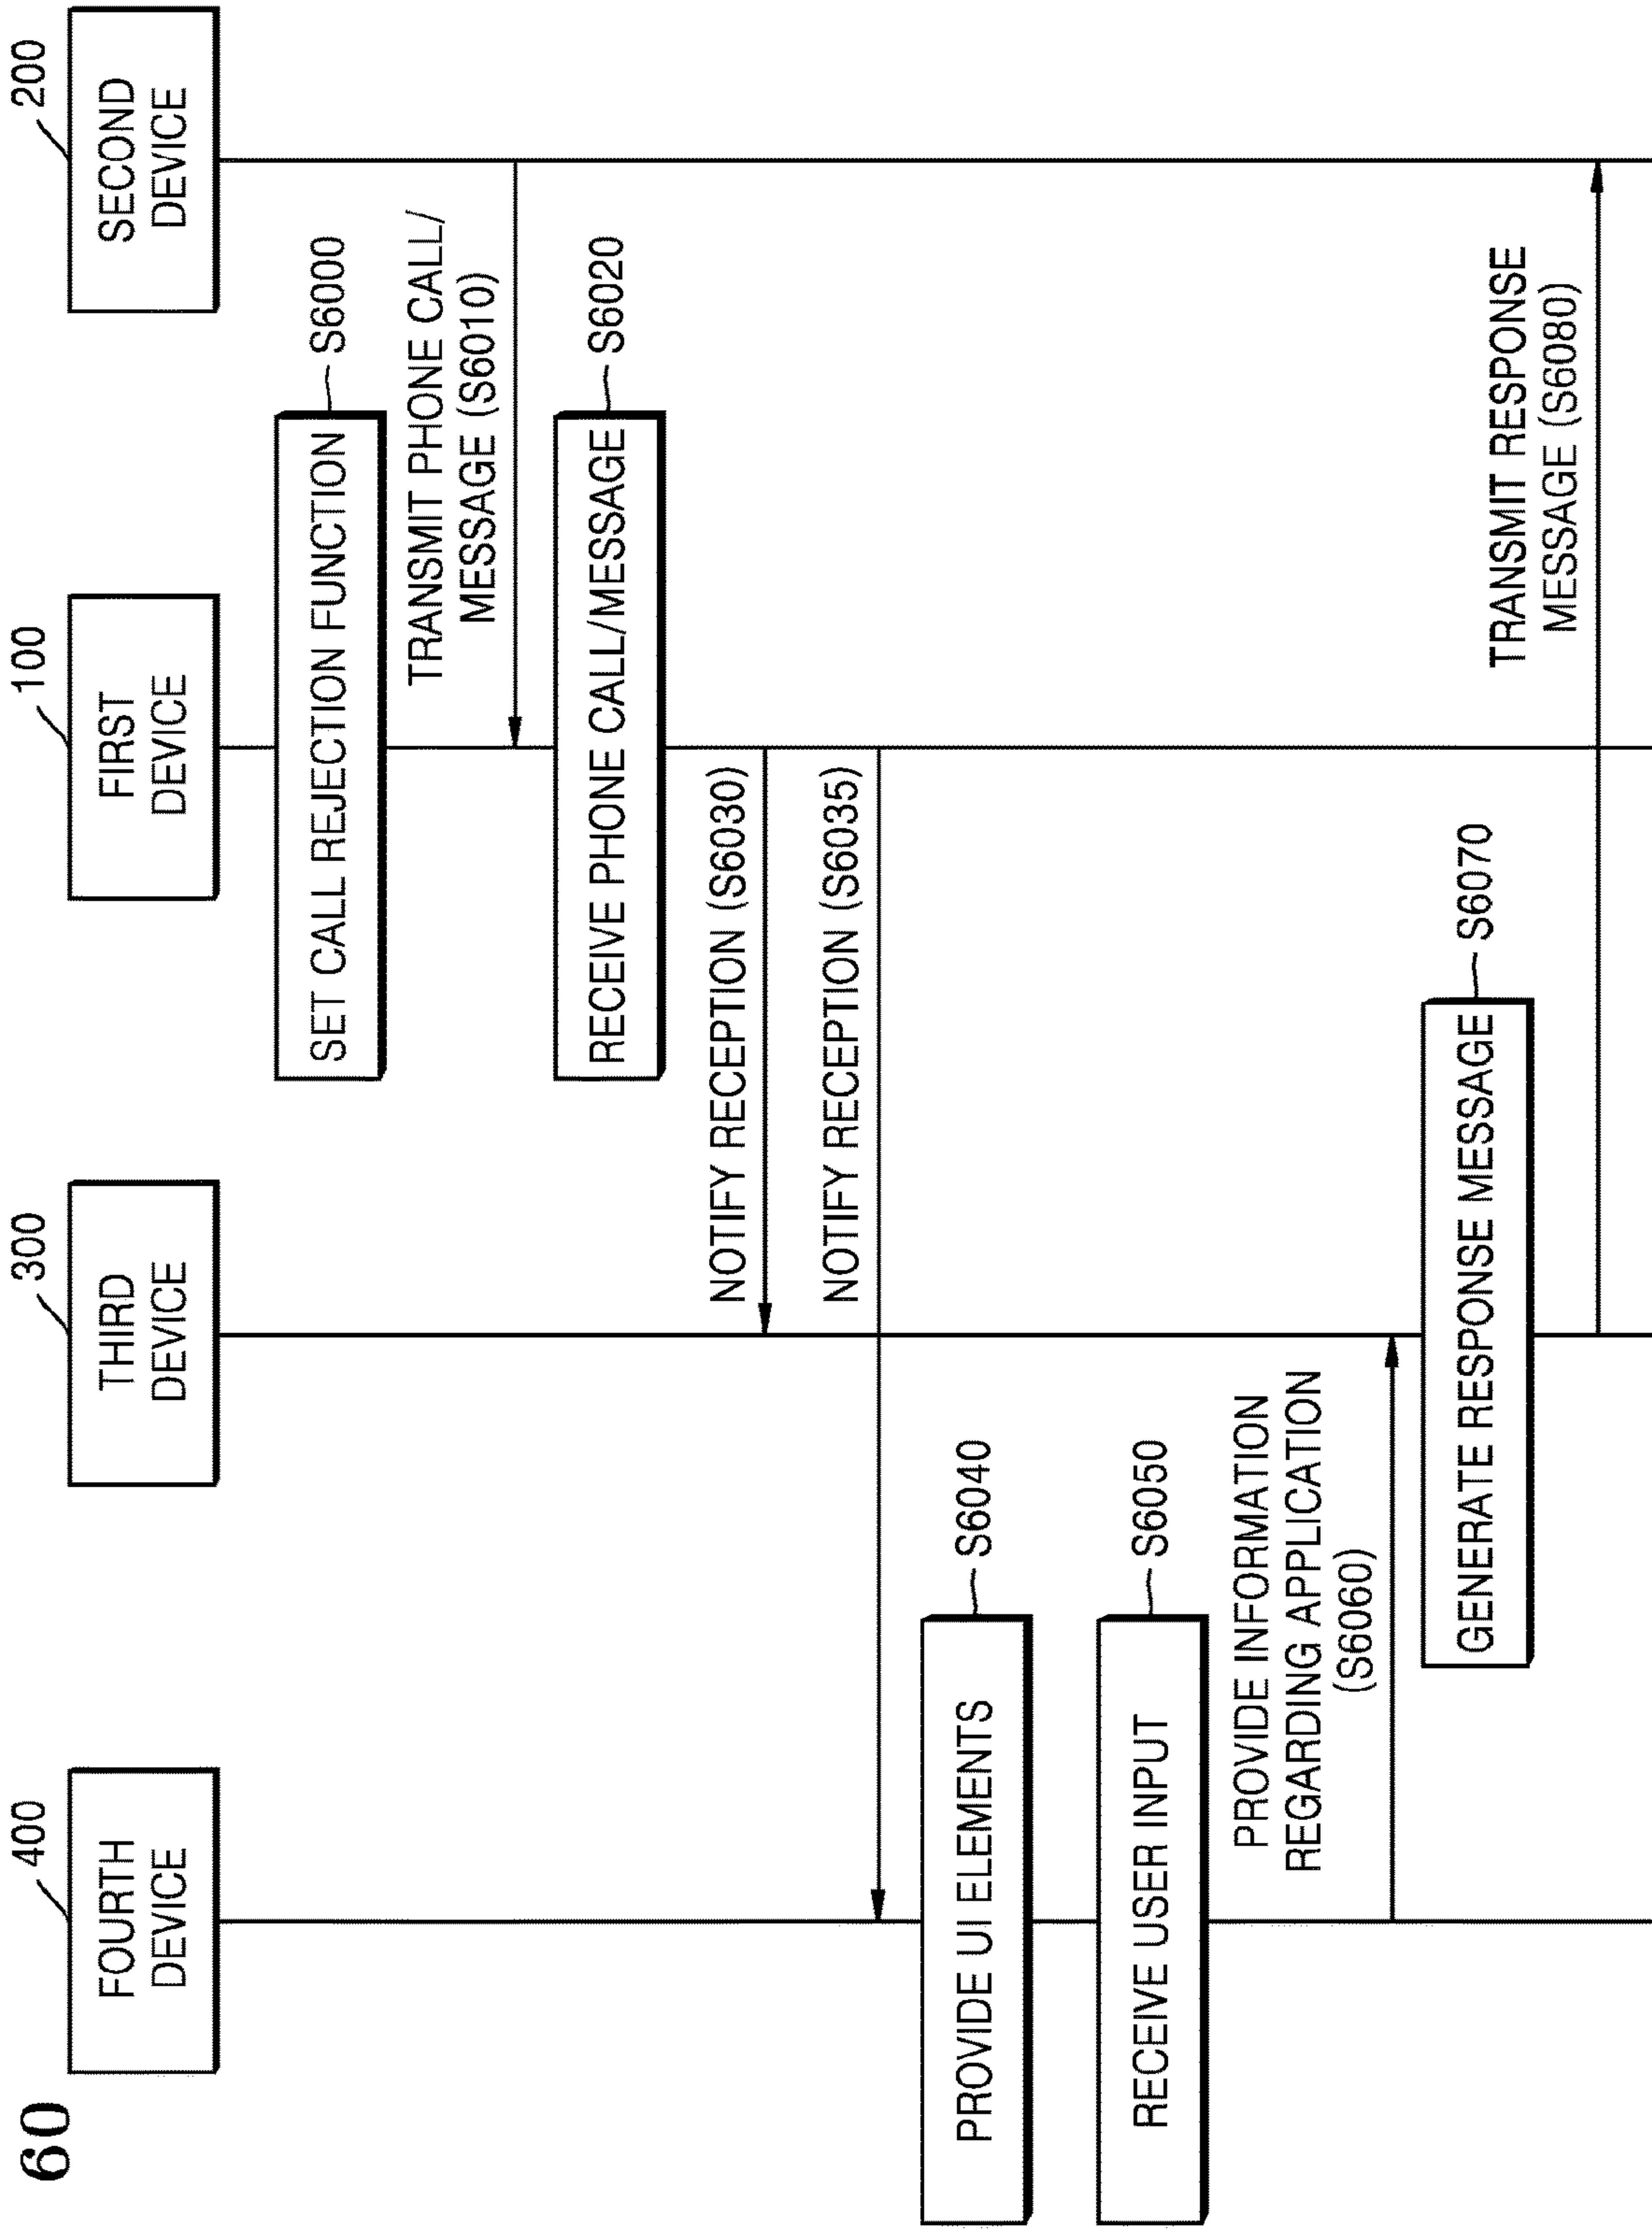 60
400
300
100
200
FOURTH
DEVICE
THIRD
DEVICE
FIRST
DEVICE
SECOND
DEVICE
SET CALL REJECTION FUNCTION
S6000
TRANSMIT PHONE CALL/
MESSAGE (S6010)
RECEIVE PHONE CALL/MESSAGE
S6020
NOTIFY RECEPTION (S6030)
NOTIFY RECEPTION (S6035)
PROVIDE UI ELEMENTS
S6040
RECEIVE USER INPUT
S6050
PROVIDE INFORMATION
REGARDING APPLICATION
(S6060)
GENERATE RESPONSE MESSAGE
S6070
TRANSMIT RESPONSE
MESSAGE (S6080)